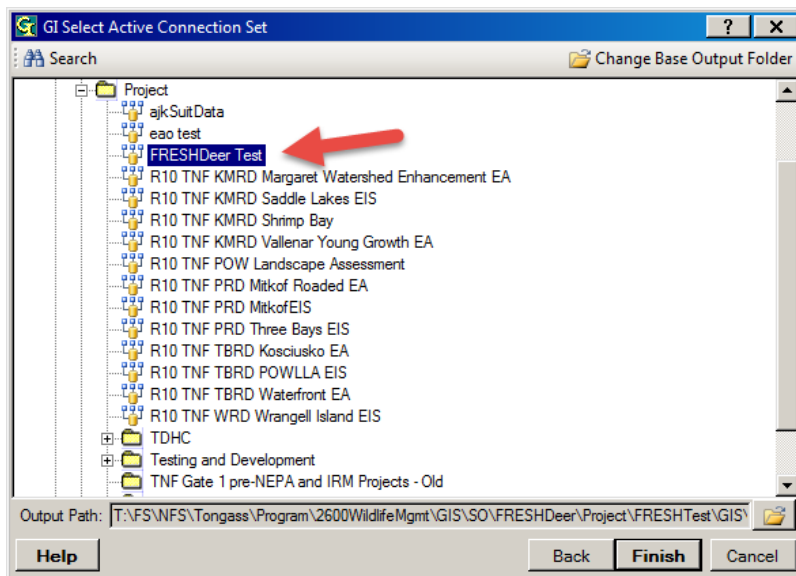 GI Select Active Connection Set
Search Change Base Output Folder
Project
ajkSuitData
eao test
FRESHDeer Test
R10 TNF KMRD Margaret Watershed Enhancement EA
R10 TNF KMRD Saddle Lakes EIS
R10 TNF KMRD Shrimp Bay
R10 TNF KMRD Vallenar Young Growth EA
R10 TNF POW Landscape Assessment
R10 TNF PRD Mitkof Roaded EA
R10 TNF PRD MitkofEIS
R10 TNF PRD Three Bays EIS
R10 TNF TBRD Kosciusko EA
R10 TNF TBRD POWLLA EIS
R10 TNF TBRD Waterfront EA
R10 TNF WRD Wrangell Island EIS
TDHC
Testing and Development
TNF Gate 1 pre-NEPA and IRM Projects - Old
Output Path: T:\FS\NFS\Tongass\Program\2600WildlifeMgmt\GIS\SO\FRESHDeer\Project\FRESHTest\GIS\
Help Back Finish Cancel